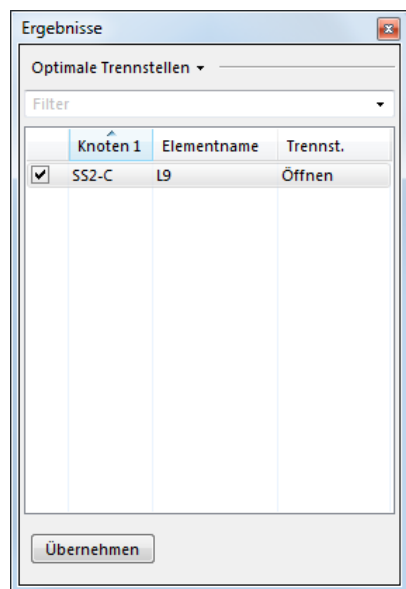 Ergebnisse
Optimale Trennstellen
Filter
Knoten 1 Elementname Trennst.
SS2-C L9 Öffnen
Übernehmen